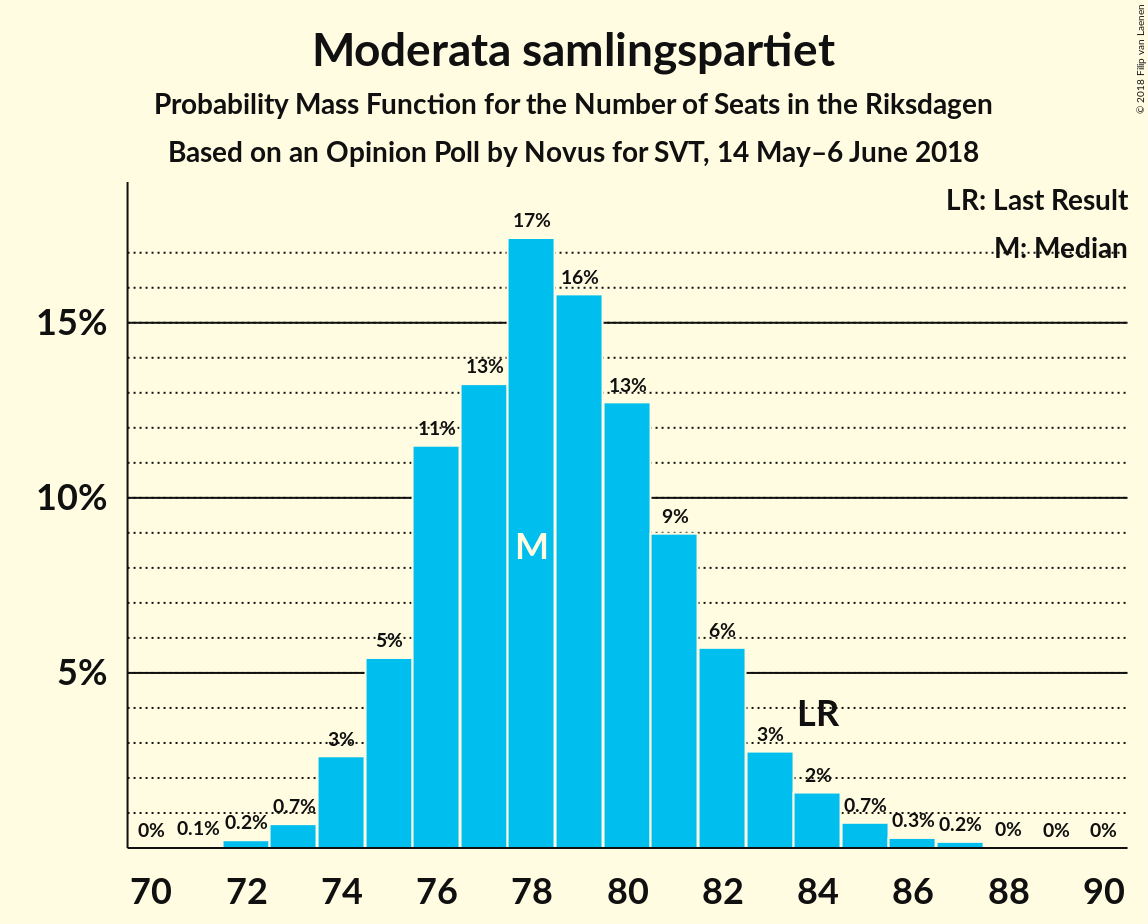 Moderata samlingspartiet
Probability Mass Function for the Number of Seats in the Riksdagen
Based on an Opinion Poll by Novus for SVT, 14 May–6 June 2018
© 2018 Filip van Laenen
LR: Last Result
M: Median
15%
10%
5%
0%
0.1%
0.2%
0.7%
3%
5%
11%
13%
17%
16%
13%
9%
6%
3%
2%
0.7%
0.3%
0.2%
0%
0%
0%
M
LR
70 72 74 76 78 80 82 84 86 88 90